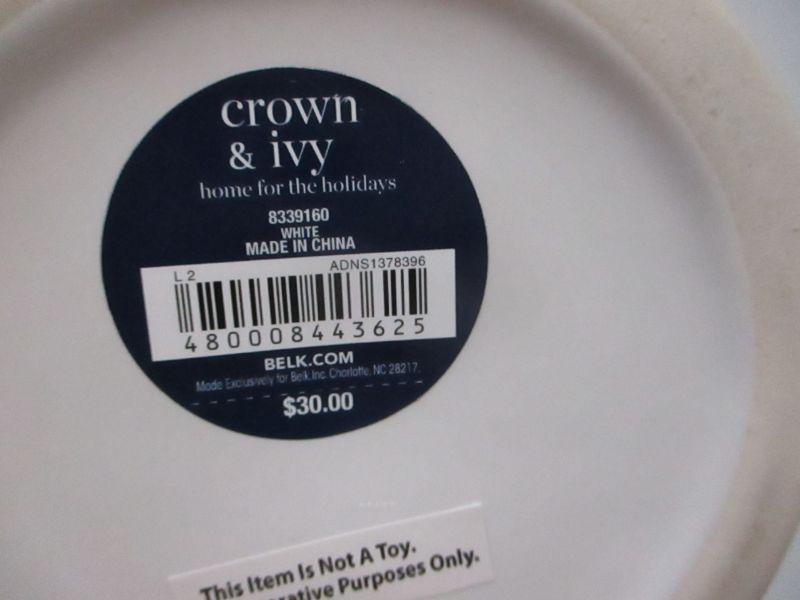 crown
& ivy
home for the holidays
8339160
WHITE
MADE IN CHINA
L 2 ADNS1378396
480008443625
BELK.COM
Made Exclusively for Belk Inc. Charlotte, NC 28217.
$30.00
This Item Is Not A Toy.
Purposes Only.